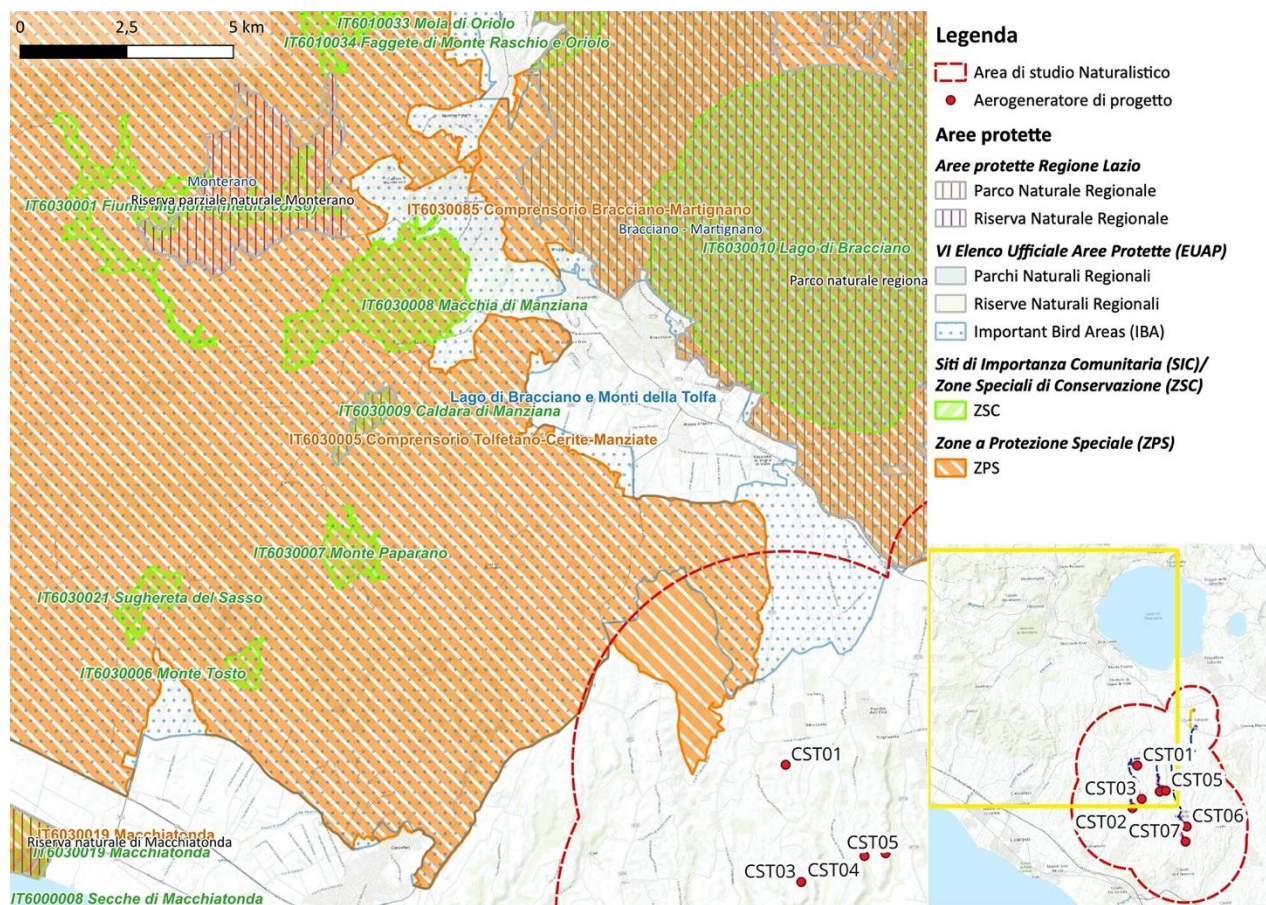 0 2,5 5 km
IT6010033 Mola di Oriolo
IT6010034 Faggete di Monte Raschio e Oriolo
Monterano
Riserva parziale naturale Monterano
IT6030001 Fiume Mignone (medio corso)
IT6030085 Comprensorio Bracciano-Martignano
Bracciano - Martignano
IT6030010 Lago di Bracciano
Parco naturale regiona
IT6030008 Macchia di Manziana
Lago di Bracciano e Monti della Tolfa
IT6030009 Caldara di Manziana
IT6030005 Comprensorio Tolfetano-Cerite-Manziate
IT6030007 Monte Paparano
IT6030021 Sughereta del Sasso
IT6030006 Monte Tosto
CST01
CST05
CST03
CST04
IT6030019 Macchiatonda
Riserva naturale di Macchiatonda
IT6030019 Macchiatonda
IT6000008 Secche di Macchiatonda
Legenda
Area di studio Naturalistico
Aerogeneratore di progetto
Aree protette
Aree protette Regione Lazio
Parco Naturale Regionale
Riserva Naturale Regionale
VI Elenco Ufficiale Aree Protette (EUAP)
Parchi Naturali Regionali
Riserve Naturali Regionali
Important Bird Areas (IBA)
Siti di Importanza Comunitaria (SIC)/
Zone Speciali di Conservazione (ZSC)
ZSC
Zone a Protezione Speciale (ZPS)
ZPS
CST01
CST03
CST05
CST02
CST07
CST06